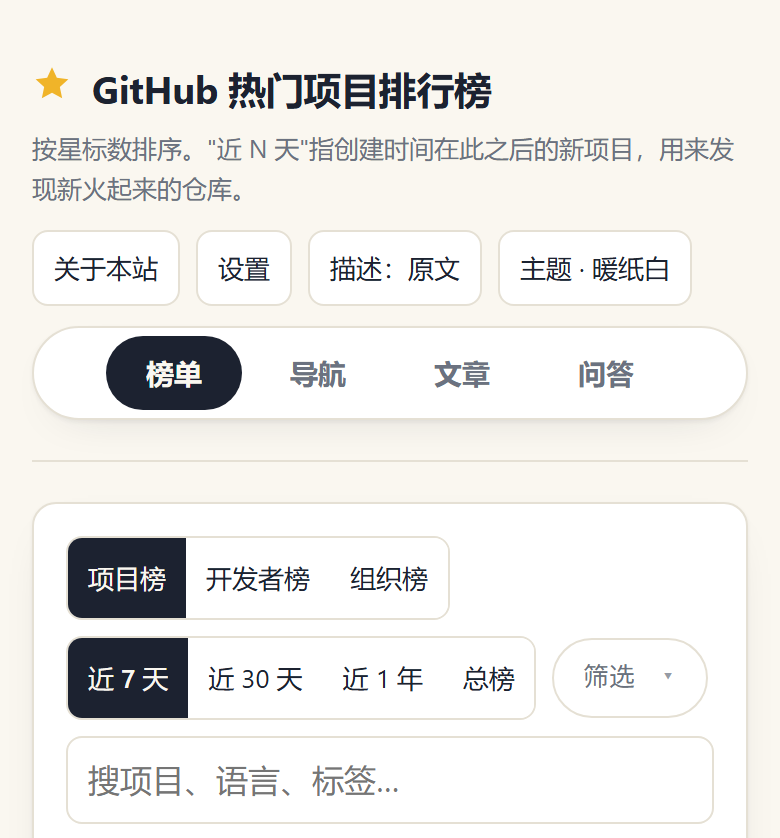 GitHub 热门项目排行榜
按星标数排序。"近 N 天"指创建时间在此之后的新项目，用来发
现新火起来的仓库。
关于本站 设置 描述：原文 主题 · 暖纸白
榜单 导航 文章 问答
项目榜 开发者榜 组织榜
近 7 天 近 30 天 近 1 年 总榜 筛选 ▾
搜项目、语言、标签...